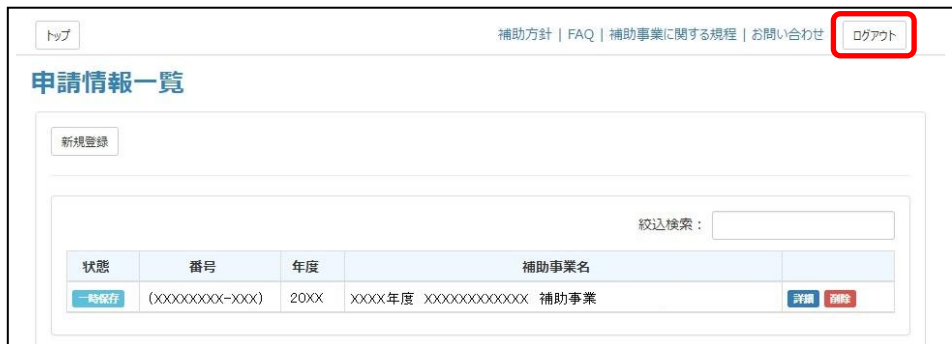 トップ 補助方針 | FAQ | 補助事業に関する規程 | お問い合わせ ログアウト
申請情報一覧
新規登録
絞込検索：
状態 番号 年度 補助事業名
一時保存 (XXXXXXXX-XXX) 20XX XXXX年度 XXXXXXXXXXXX 補助事業 詳細 削除